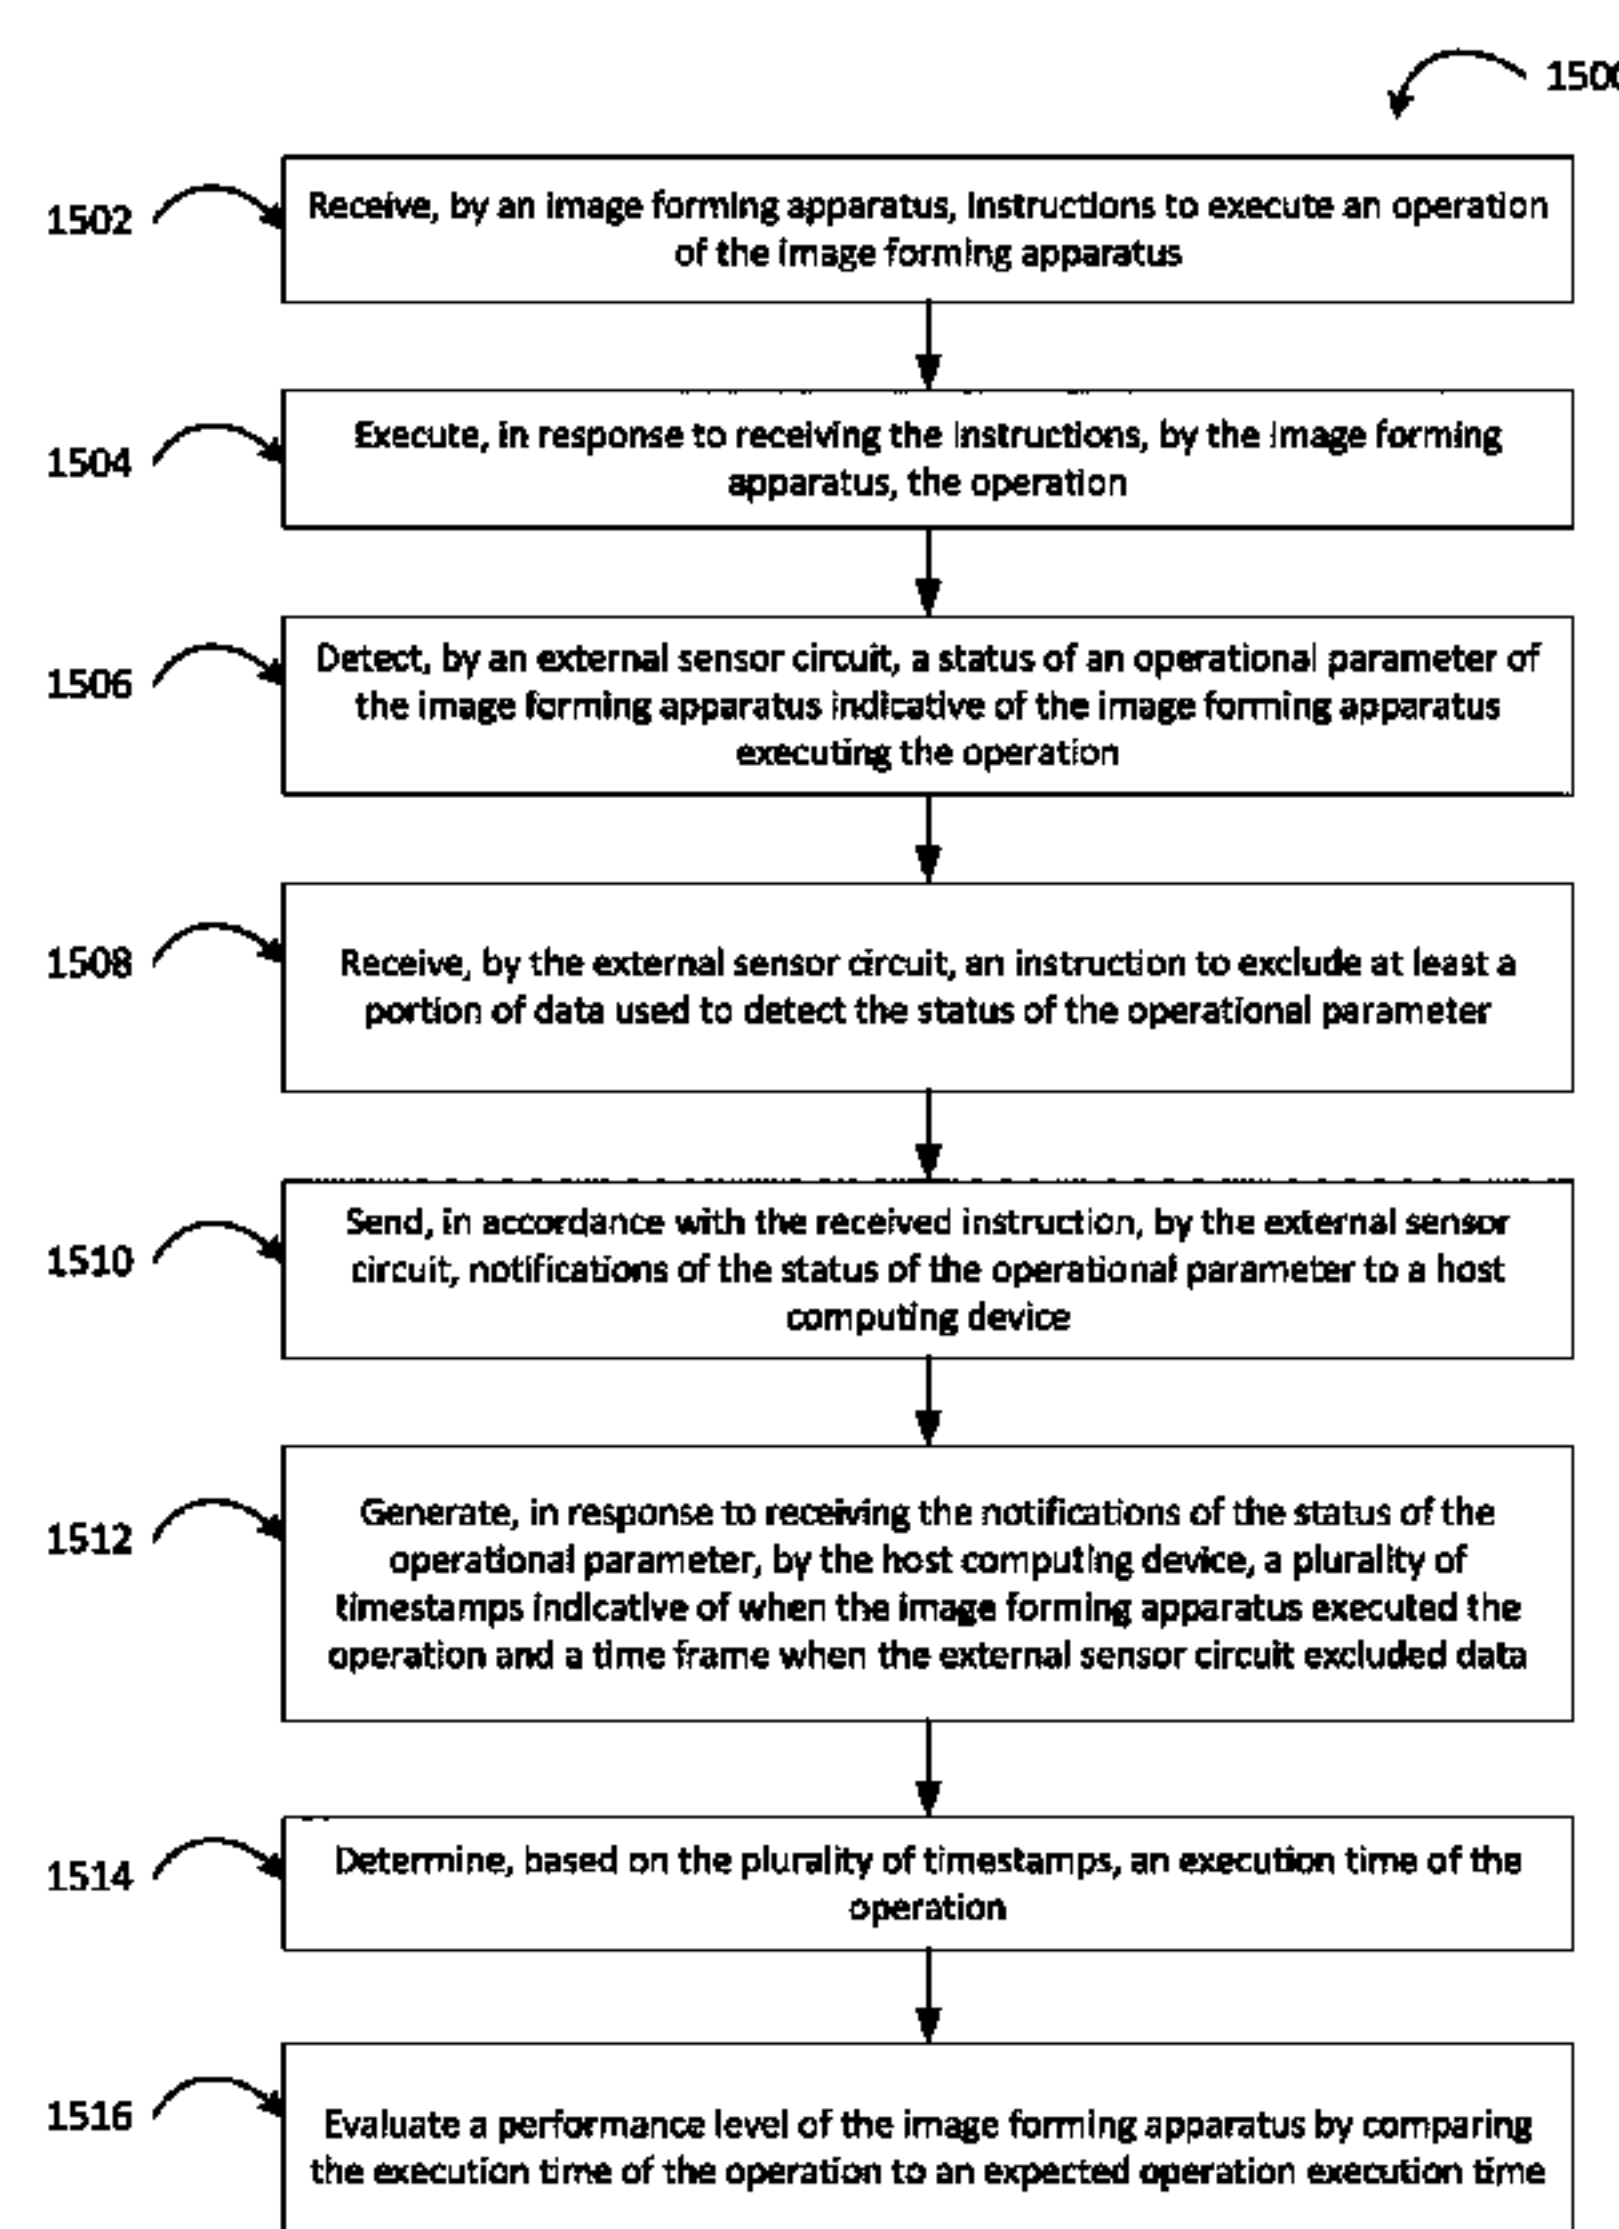 1500
1502
Receive, by an image forming apparatus, instructions to execute an operation
of the image forming apparatus
1504
Execute, in response to receiving the instructions, by the image forming
apparatus, the operation
1506
Detect, by an external sensor circuit, a status of an operational parameter of
the image forming apparatus indicative of the image forming apparatus
executing the operation
1508
Receive, by the external sensor circuit, an instruction to exclude at least a
portion of data used to detect the status of the operational parameter
1510
Send, in accordance with the received instruction, by the external sensor
circuit, notifications of the status of the operational parameter to a host
computing device
1512
Generate, in response to receiving the notifications of the status of the
operational parameter, by the host computing device, a plurality of
timestamps indicative of when the image forming apparatus executed the
operation and a time frame when the external sensor circuit excluded data
1514
Determine, based on the plurality of timestamps, an execution time of the
operation
1516
Evaluate a performance level of the image forming apparatus by comparing
the execution time of the operation to an expected operation execution time